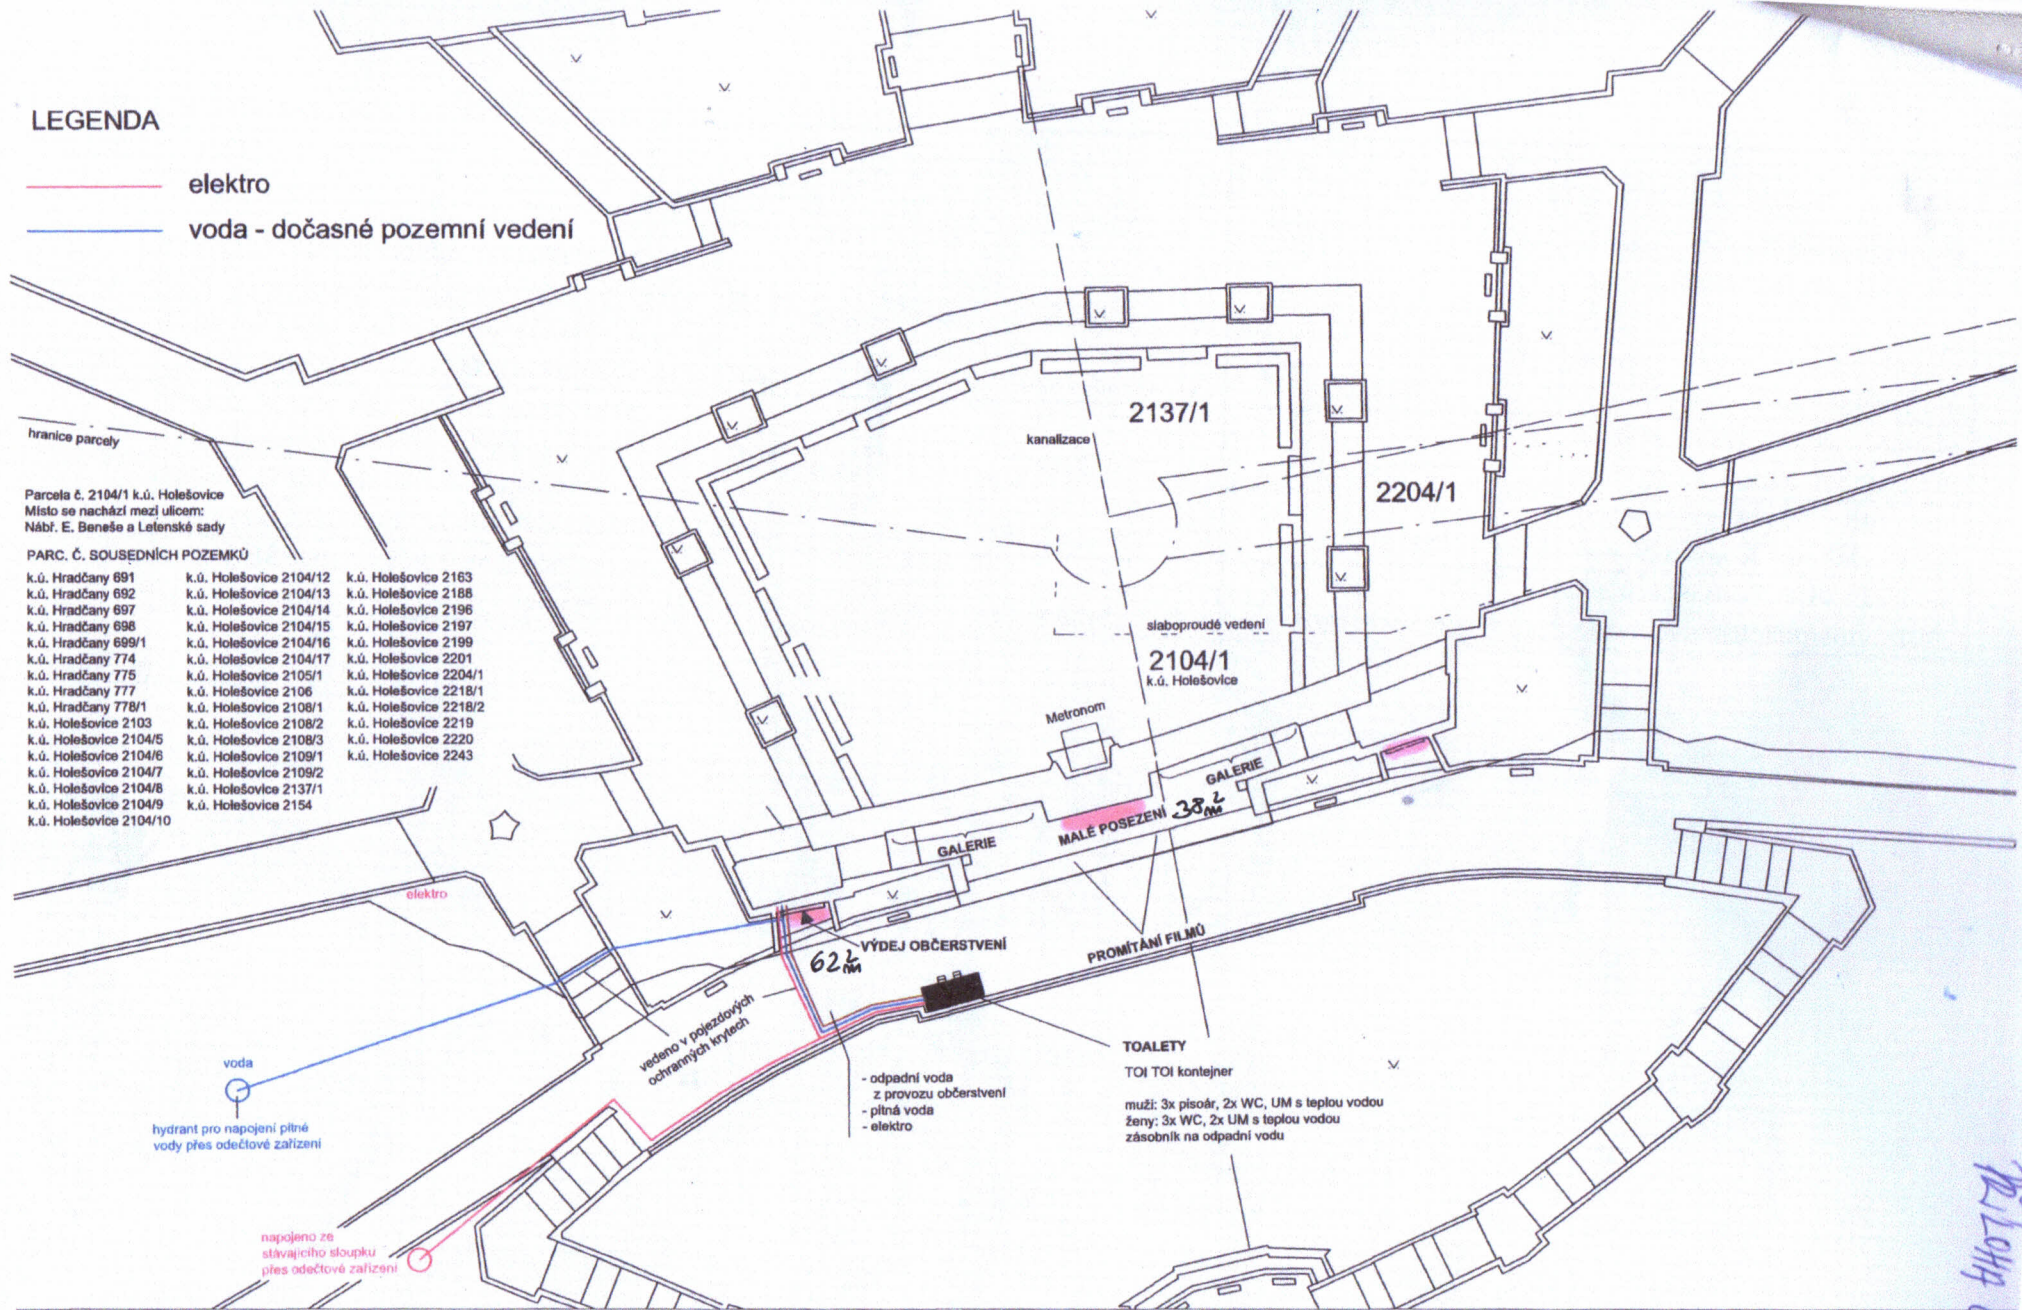 LEGENDA
elektro
voda - dočasné pozemní vedení
hranice parcely
Parcela č. 2104/1 k.ú. Holešovice
Místo se nachází mezi ulicem:
Nábř. E. Beneše a Letenské sady
PARC. Č. SOUSEDNÍCH POZEMKŮ
k.ú. Hradčany 691
k.ú. Hradčany 692
k.ú. Hradčany 697
k.ú. Hradčany 698
k.ú. Hradčany 699/1
k.ú. Hradčany 774
k.ú. Hradčany 775
k.ú. Hradčany 777
k.ú. Hradčany 778/1
k.ú. Holešovice 2103
k.ú. Holešovice 2104/5
k.ú. Holešovice 2104/6
k.ú. Holešovice 2104/7
k.ú. Holešovice 2104/8
k.ú. Holešovice 2104/9
k.ú. Holešovice 2104/10
k.ú. Holešovice 2104/12
k.ú. Holešovice 2104/13
k.ú. Holešovice 2104/14
k.ú. Holešovice 2104/15
k.ú. Holešovice 2104/16
k.ú. Holešovice 2104/17
k.ú. Holešovice 2105/1
k.ú. Holešovice 2106
k.ú. Holešovice 2108/1
k.ú. Holešovice 2108/2
k.ú. Holešovice 2108/3
k.ú. Holešovice 2109/1
k.ú. Holešovice 2109/2
k.ú. Holešovice 2137/1
k.ú. Holešovice 2154
k.ú. Holešovice 2163
k.ú. Holešovice 2188
k.ú. Holešovice 2196
k.ú. Holešovice 2197
k.ú. Holešovice 2199
k.ú. Holešovice 2201
k.ú. Holešovice 2204/1
k.ú. Holešovice 2218/1
k.ú. Holešovice 2218/2
k.ú. Holešovice 2219
k.ú. Holešovice 2220
k.ú. Holešovice 2243
2137/1
kanalizace
2204/1
slaboproudé vedení
2104/1
k.ú. Holešovice
Metronom
GALERIE
MALÉ POSEZENÍ 38 m²
GALERIE
elektro
VÝDEJ OBČERSTVENÍ
62 m²
PROMÍTÁNÍ FILMŮ
vedeno v pojezdových
ochranných krytech
voda
hydrant pro napojení pitné
vody přes odečtové zařízení
- odpadní voda
z provozu občerstvení
- pitná voda
- elektro
TOALETY
TOI TOI kontejner
muži: 3x pisoár, 2x WC, UM s teplou vodou
ženy: 3x WC, 2x UM s teplou vodou
zásobník na odpadní vodu
napojeno ze
stávajícího sloupku
přes odečtové zařízení